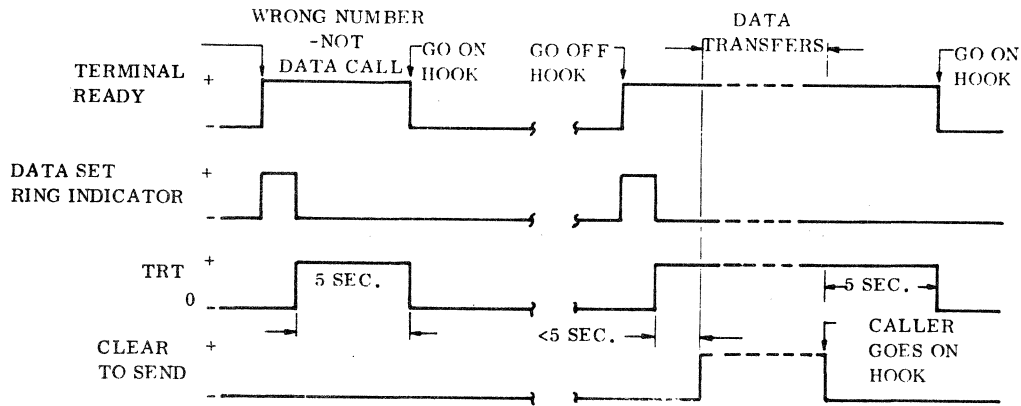 WRONG NUMBER
-NOT
DATA CALL
GO ON
HOOK
GO OFF
HOOK
DATA
TRANSFERS
GO ON
HOOK
TERMINAL
READY
+
-
DATA SET
RING INDICATOR
+
-
TRT
+
0
5 SEC.
5 SEC.
<5 SEC.
CLEAR
TO SEND
+
-
CALLER
GOES ON
HOOK